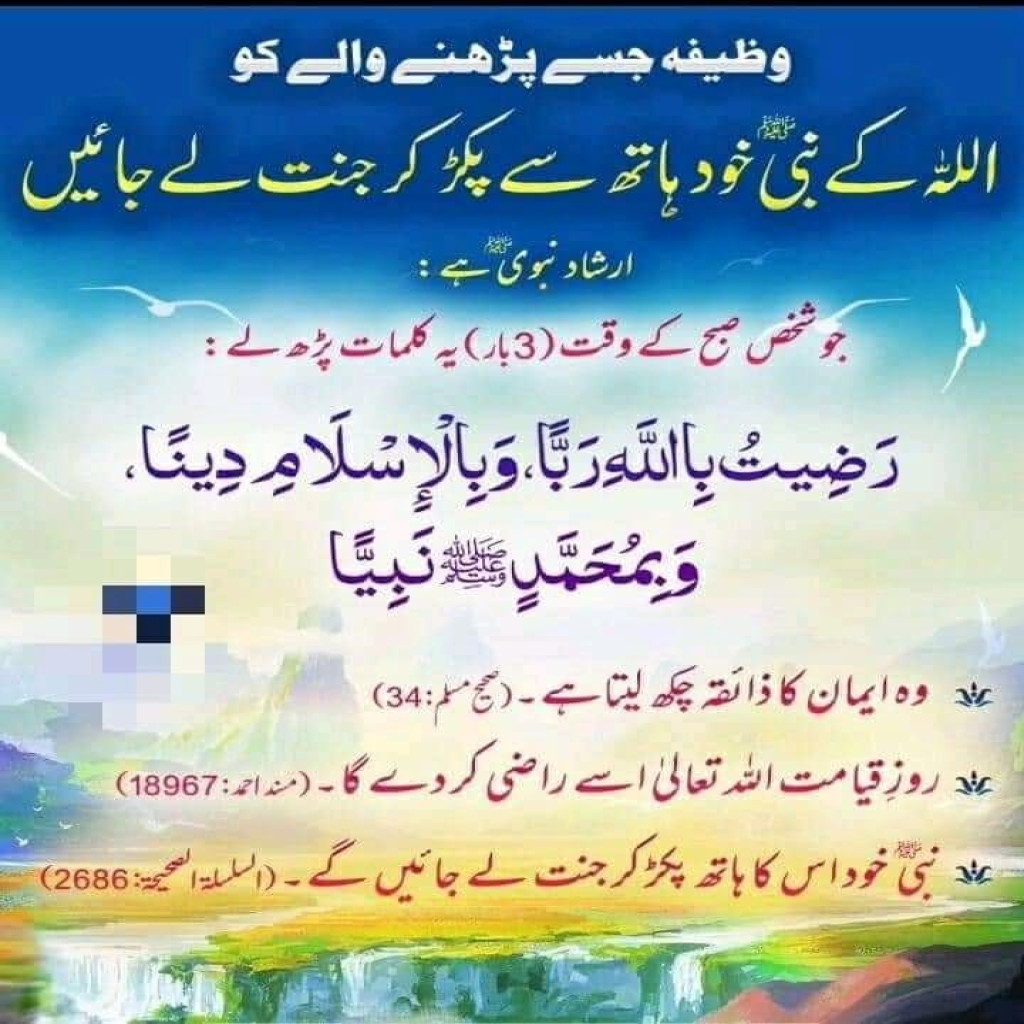 وظیفہ جسے پڑھنے والے کو
اللہ کے نبی ﷺ خود ہاتھ سے پکڑ کر جنت لے جائیں
ارشاد نبوی ﷺ ہے :
جو شخص صبح کے وقت (3 بار) یہ کلمات پڑھ لے :
رَضِيتُ بِاللَّهِ رَبًّا، وَبِالْإِسْلَامِ دِينًا،
وَبِمُحَمَّدٍ ﷺ نَبِيًّا
وہ ایمان کا ذائقہ چکھ لیتا ہے ۔ (صحیح مسلم: 34)
روزِ قیامت اللہ تعالیٰ اسے راضی کر دے گا ۔ (مسند احمد: 18967)
نبی ﷺ خود اس کا ہاتھ پکڑ کر جنت لے جائیں گے ۔ (السلسلۃ الصحیحۃ: 2686)